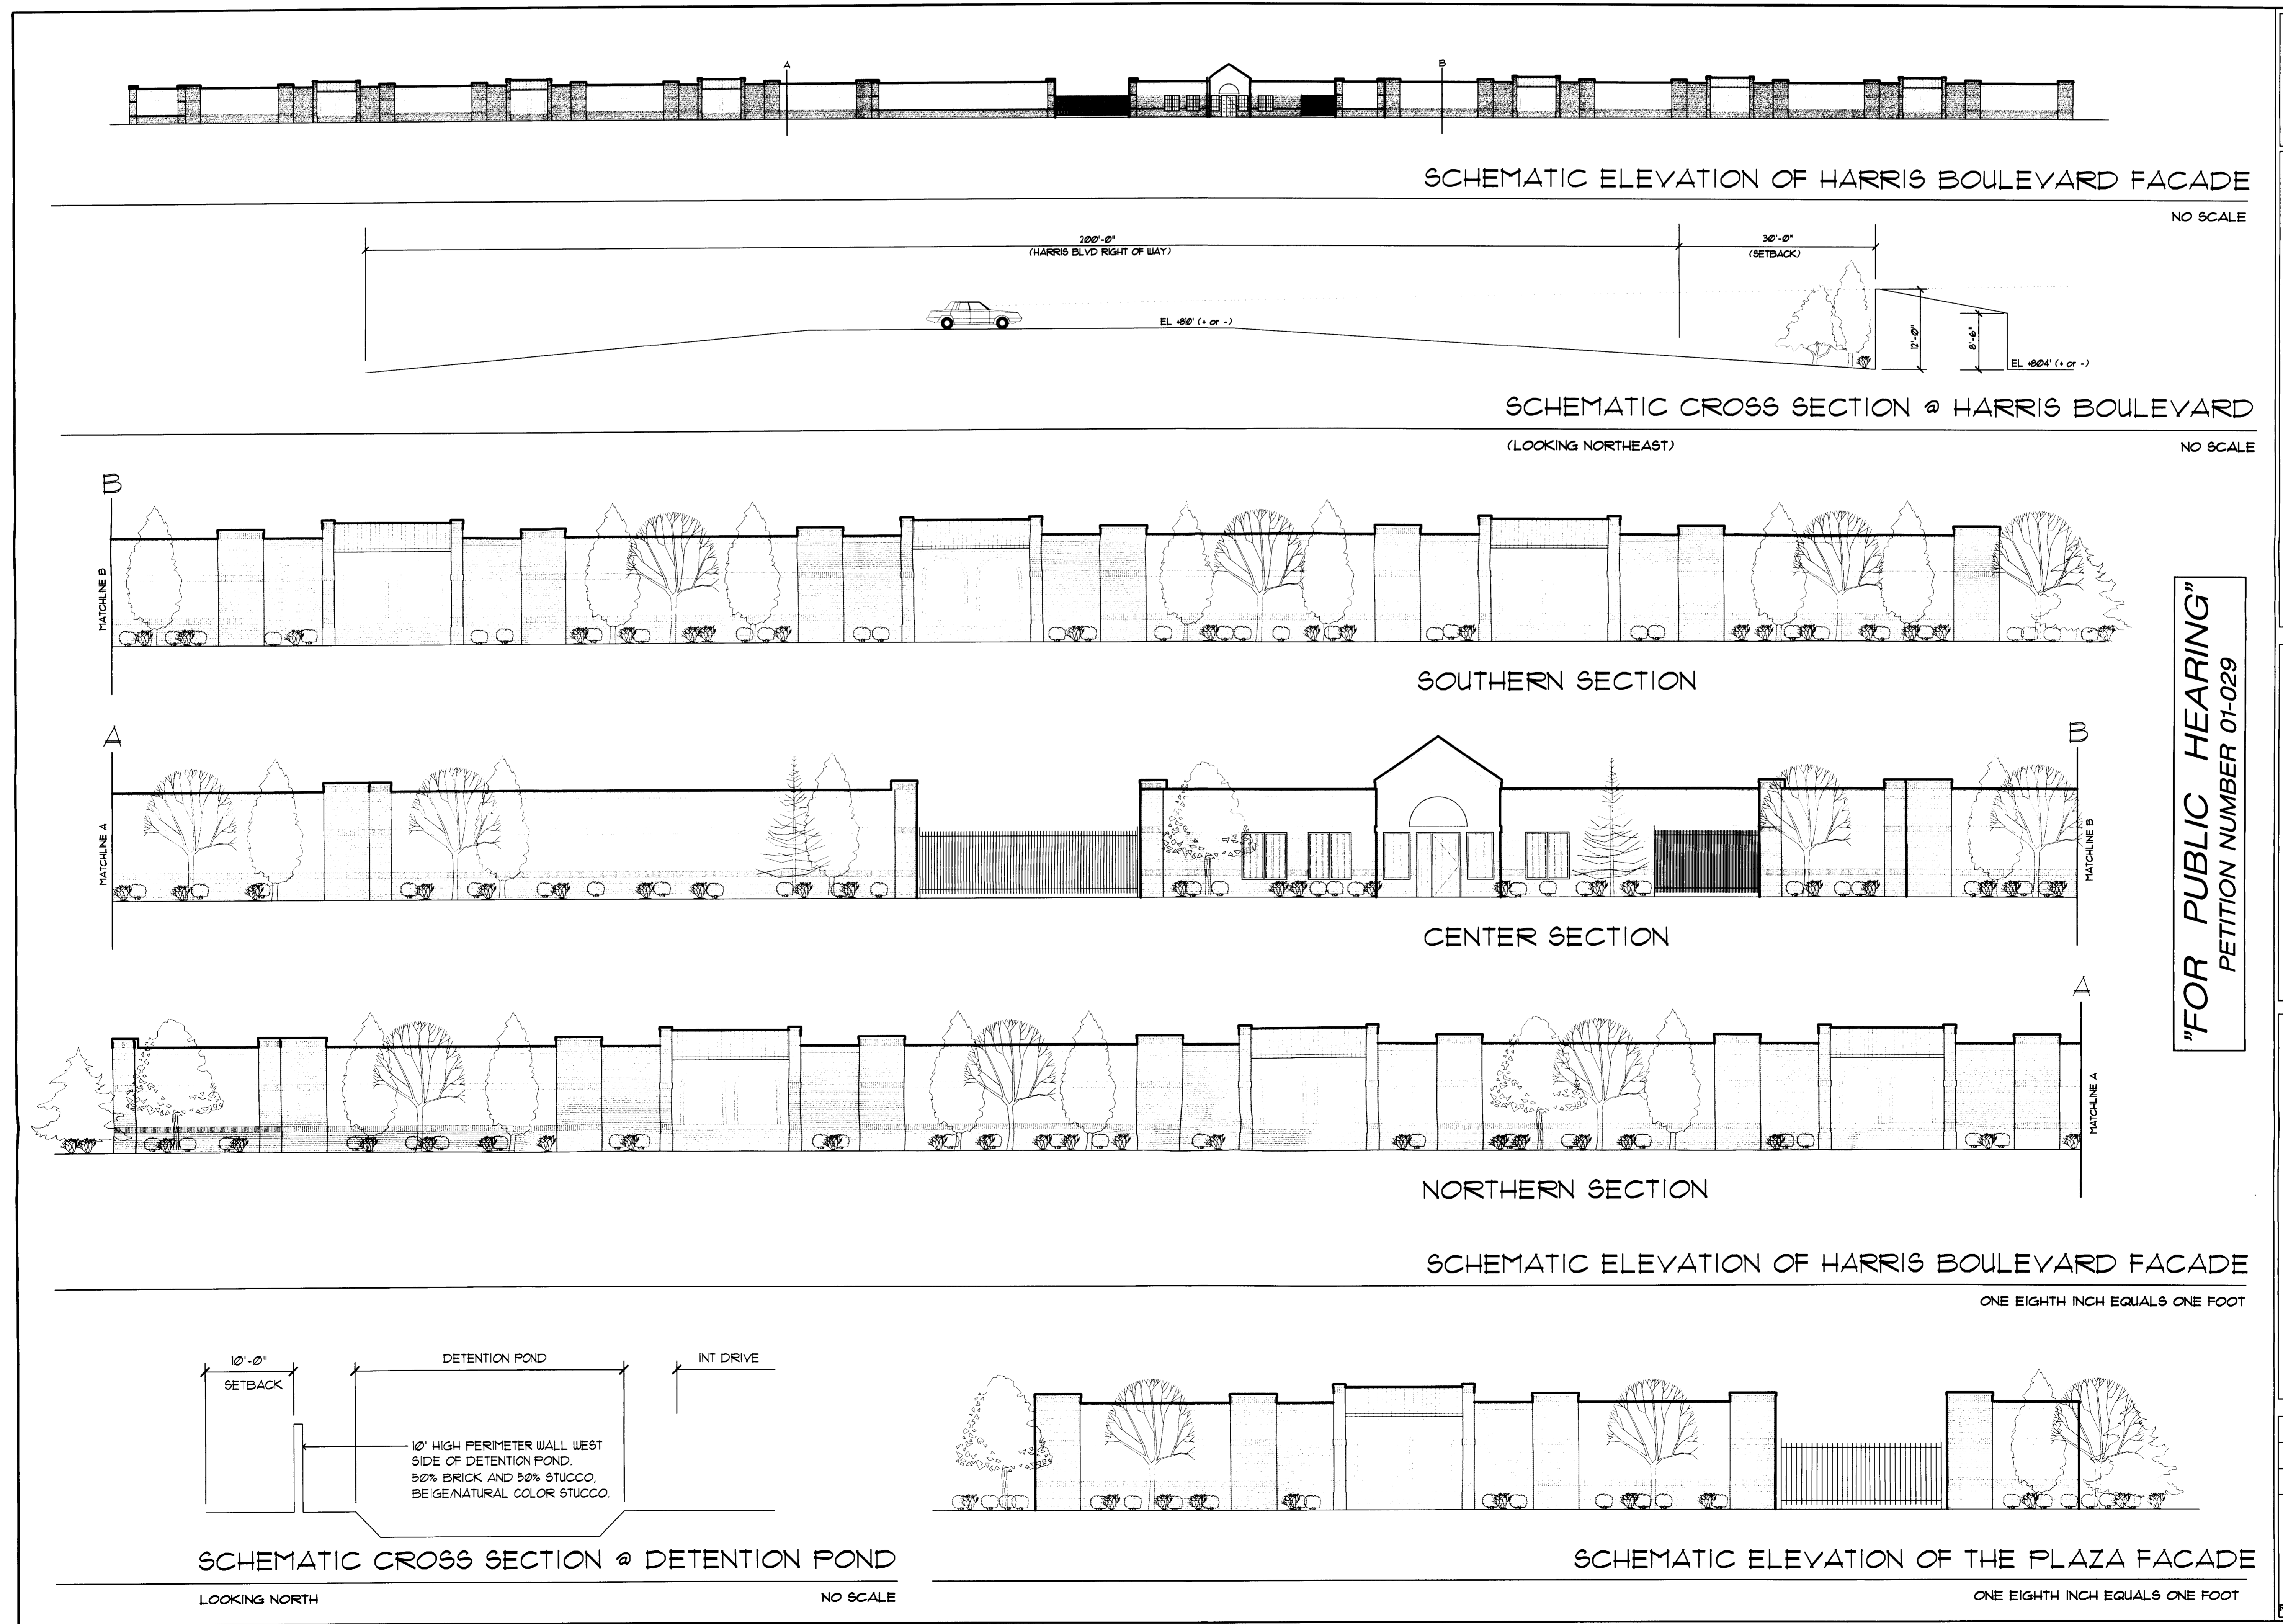 A
B
SCHEMATIC ELEVATION OF HARRIS BOULEVARD FACADE
NO SCALE
200'-0"
(HARRIS BLVD RIGHT OF WAY)
30'-0"
(SETBACK)
EL +810' (+ or -)
12'-0"
8'-6"
EL +804' (+ or -)
SCHEMATIC CROSS SECTION @ HARRIS BOULEVARD
(LOOKING NORTHEAST)
NO SCALE
B
MATCHLINE B
SOUTHERN SECTION
"FOR PUBLIC HEARING"
PETITION NUMBER 01-029
A
B
MATCHLINE A
MATCHLINE B
CENTER SECTION
A
MATCHLINE A
NORTHERN SECTION
SCHEMATIC ELEVATION OF HARRIS BOULEVARD FACADE
ONE EIGHTH INCH EQUALS ONE FOOT
10'-0"
SETBACK
DETENTION POND
INT DRIVE
10' HIGH PERIMETER WALL WEST
SIDE OF DETENTION POND.
50% BRICK AND 50% STUCCO,
BEIGE/NATURAL COLOR STUCCO.
SCHEMATIC CROSS SECTION @ DETENTION POND
LOOKING NORTH
NO SCALE
SCHEMATIC ELEVATION OF THE PLAZA FACADE
ONE EIGHTH INCH EQUALS ONE FOOT